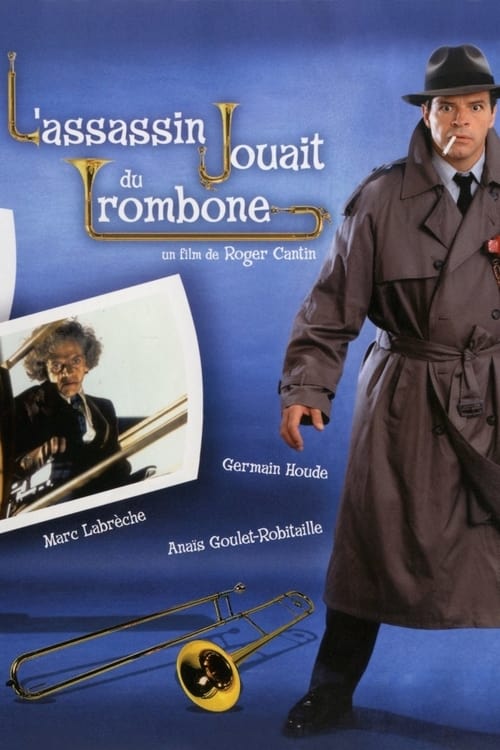 L'assassin Jouait
du
Trombone
un film de Roger Cantin
Germain Houde
Marc Labrèche
Anaïs Goulet-Robitaille